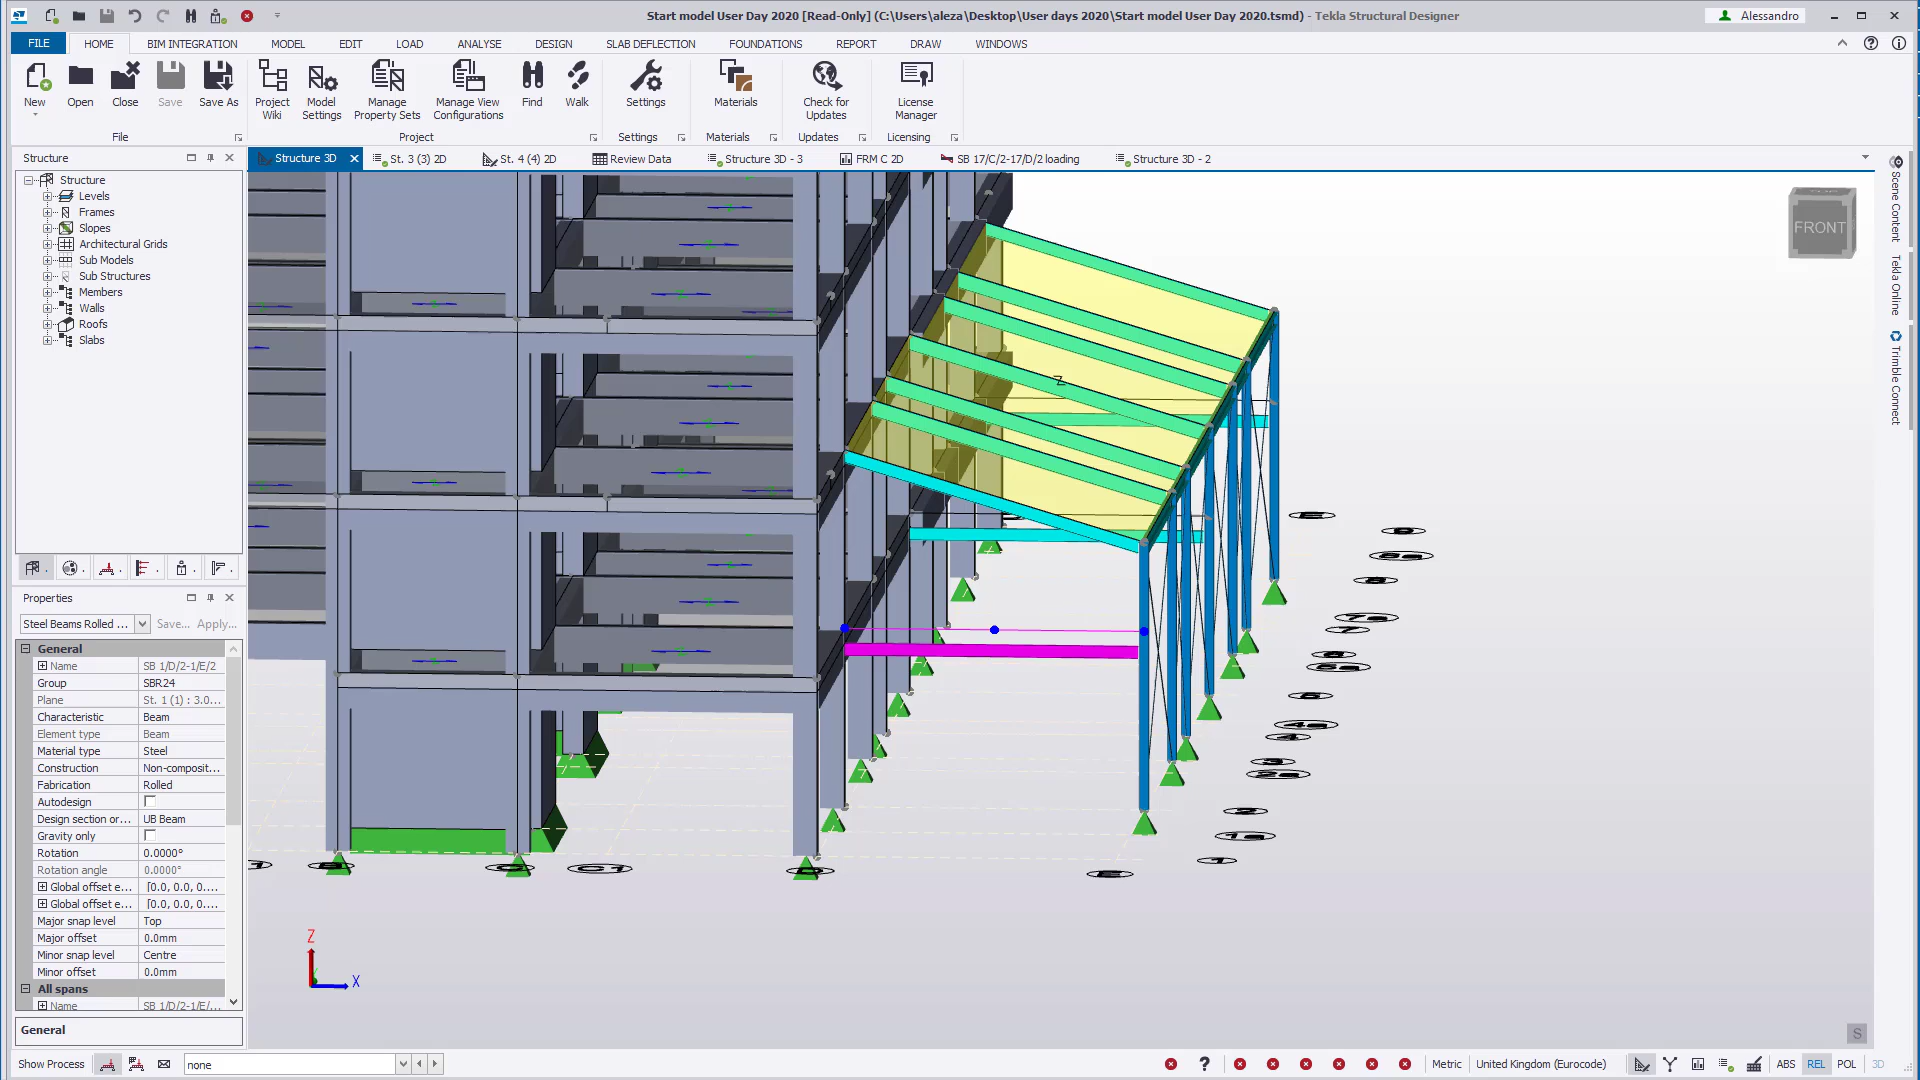 Start model User Day 2020 [Read-Only] (C:\Users\aleza\Desktop\User days 2020\Start model User Day 2020.tsmd) - Tekla Structural Designer
Alessandro
FILE HOME BIM INTEGRATION MODEL EDIT LOAD ANALYSE DESIGN SLAB DEFLECTION FOUNDATIONS REPORT DRAW WINDOWS
New Open Close Save Save As Project Wiki Model Settings Manage Property Sets Manage View Configurations Find Walk Settings Materials Check for Updates License Manager
File Project Settings Materials Updates Licensing
Structure
Structure 3D St. 3 (3) 2D St. 4 (4) 2D Review Data Structure 3D - 3 FRM C 2D SB 17/C/2-17/D/2 loading Structure 3D - 2
Structure
Levels
Frames
Slopes
Architectural Grids
Sub Models
Sub Structures
Members
Walls
Roofs
Slabs
FRONT
Scene Content
Tekla Online
Trimble Connect
Properties
Steel Beams Rolled ... Save... Apply...
General
Name SB 1/D/2-1/E/2
Group SBR24
Plane St. 1 (1) : 3.0...
Characteristic Beam
Element type Beam
Material type Steel
Construction Non-composit...
Fabrication Rolled
Autodesign
Design section or... UB Beam
Gravity only
Rotation 0.0000°
Rotation angle 0.0000°
Global offset e... [0.0, 0.0, 0....
Global offset e... [0.0, 0.0, 0....
Major snap level Top
Major offset 0.0mm
Minor snap level Centre
Minor offset 0.0mm
All spans
Name SB 1/D/2-1/E/...
General
Z
X
C1
D
E
S
Show Process none Metric United Kingdom (Eurocode) ABS REL POL 3D